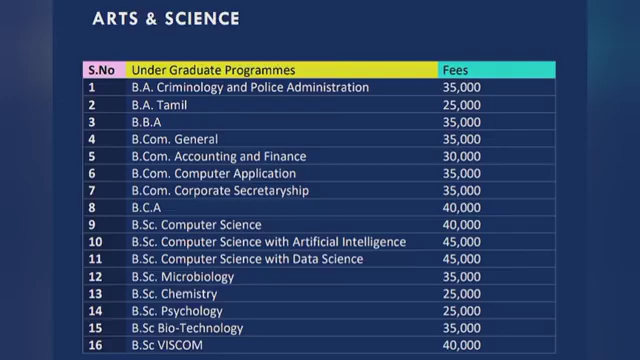 ARTS & SCIENCE
S.No Under Graduate Programmes Fees
1 B.A. Criminology and Police Administration 35,000
2 B.A. Tamil 25,000
3 B.B.A 35,000
4 B.Com. General 35,000
5 B.Com. Accounting and Finance 30,000
6 B.Com. Computer Application 35,000
7 B.Com. Corporate Secretaryship 35,000
8 B.C.A 40,000
9 B.Sc. Computer Science 40,000
10 B.Sc. Computer Science with Artificial Intelligence 45,000
11 B.Sc. Computer Science with Data Science 45,000
12 B.Sc. Microbiology 35,000
13 B.Sc. Chemistry 25,000
14 B.Sc. Psychology 25,000
15 B.Sc Bio-Technology 35,000
16 B.Sc VISCOM 40,000